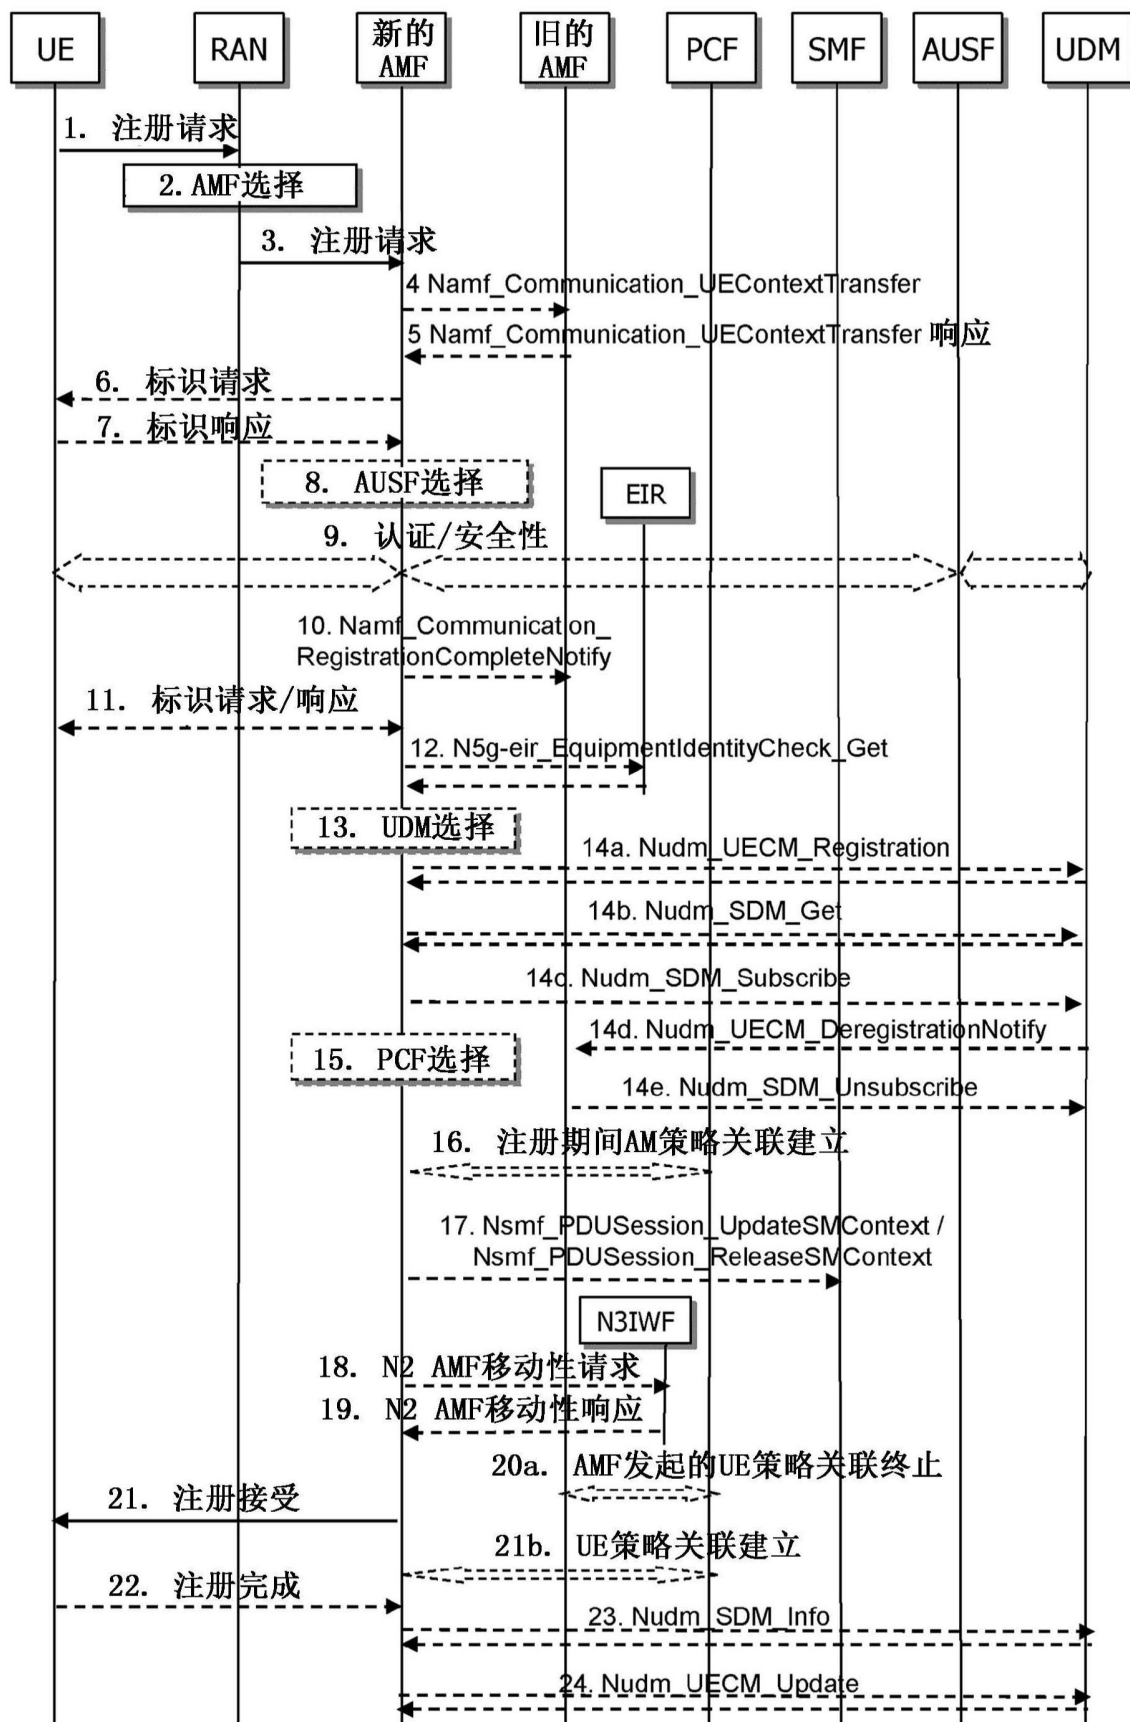 UE
RAN
新的
AMF
旧的
AMF
PCF
SMF
AUSF
UDM
1. 注册请求
2.AMF选择
3. 注册请求
4 Namf_Communication_UEContextTransfer
5 Namf_Communication_UEContextTransfer 响应
6. 标识请求
7. 标识响应
8. AUSF选择
EIR
9. 认证/安全性
10. Namf_Communication_
RegistrationCompleteNotify
11. 标识请求/响应
12. N5g-eir_EquipmentIdentityCheck_Get
13. UDM选择
14a. Nudm_UECM_Registration
14b. Nudm_SDM_Get
14c. Nudm_SDM_Subscribe
14d. Nudm_UECM_DeregistrationNotify
15. PCF选择
14e. Nudm_SDM_Unsubscribe
16. 注册期间AM策略关联建立
17. Nsmf_PDUSession_UpdateSMContext /
Nsmf_PDUSession_ReleaseSMContext
N3IWF
18. N2 AMF移动性请求
19. N2 AMF移动性响应
20a. AMF发起的UE策略关联终止
21. 注册接受
21b. UE策略关联建立
22. 注册完成
23. Nudm_SDM_Info
24. Nudm_UECM_Update